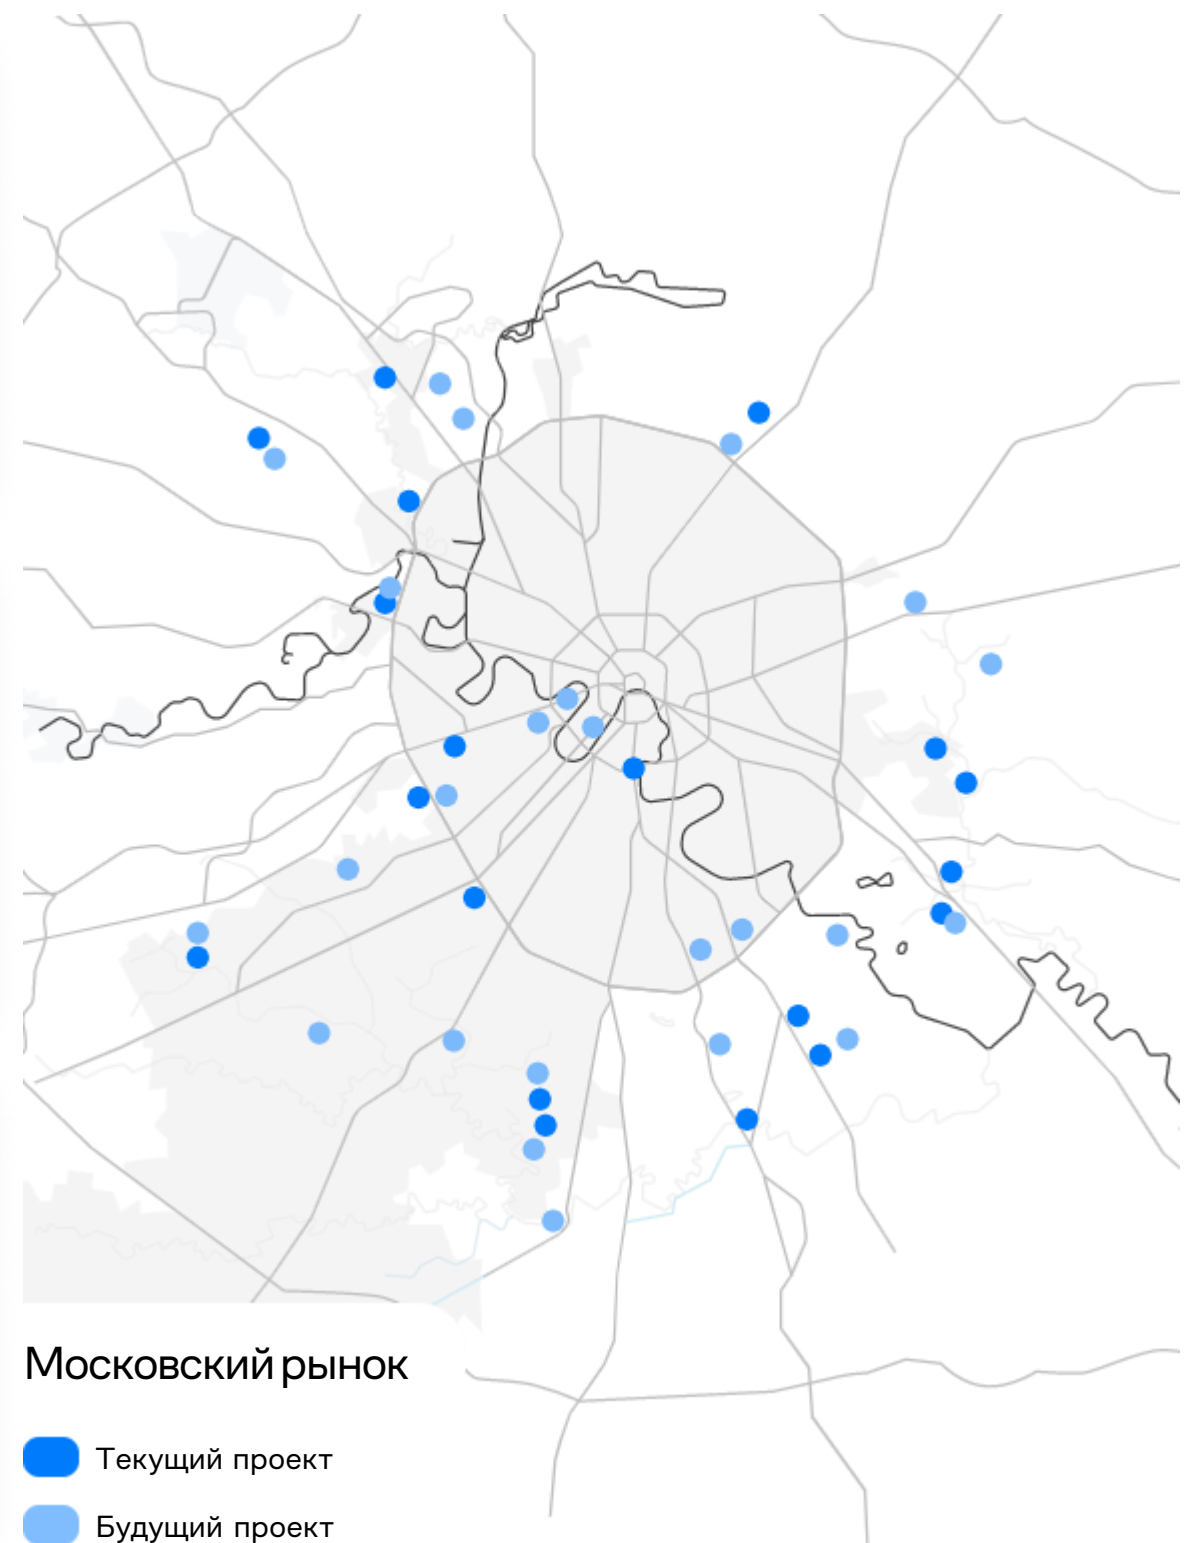 Московский рынок
Текущий проект
Будущий проект